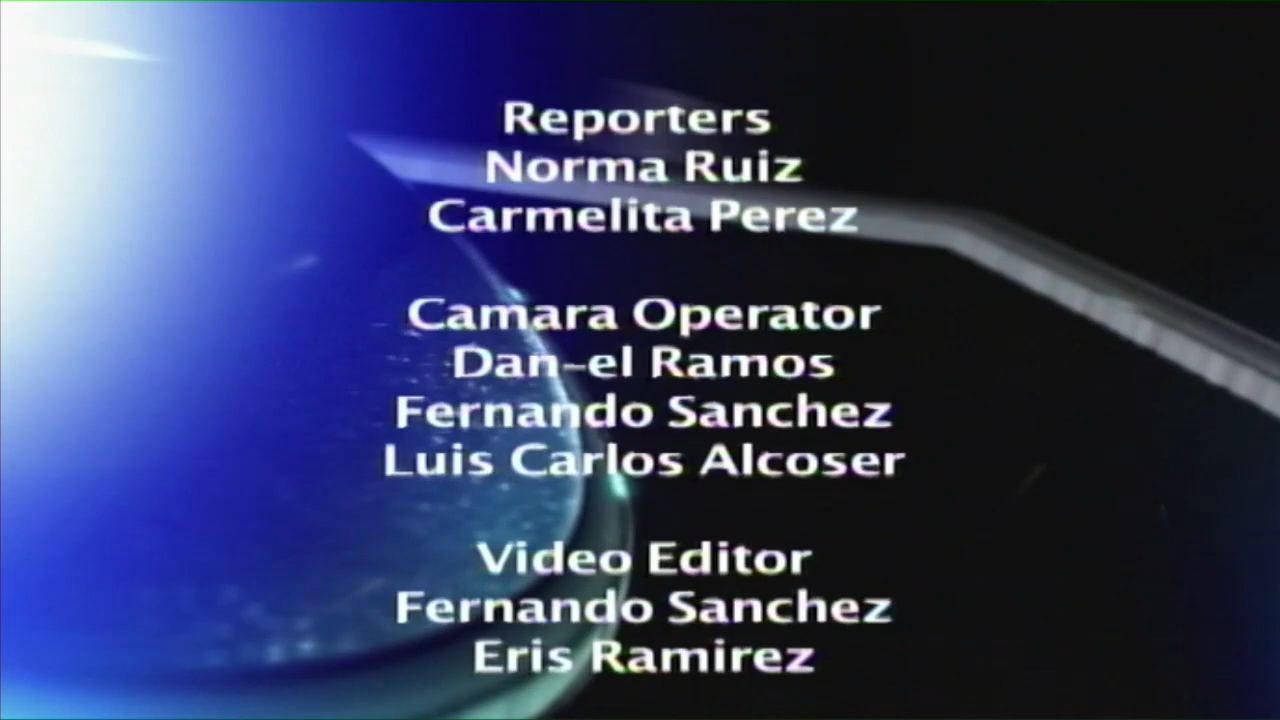 Reporters
Norma Ruiz
Carmelita Perez
Camara Operator
Dan-el Ramos
Fernando Sanchez
Luis Carlos Alcoser
Video Editor
Fernando Sanchez
Eris Ramirez